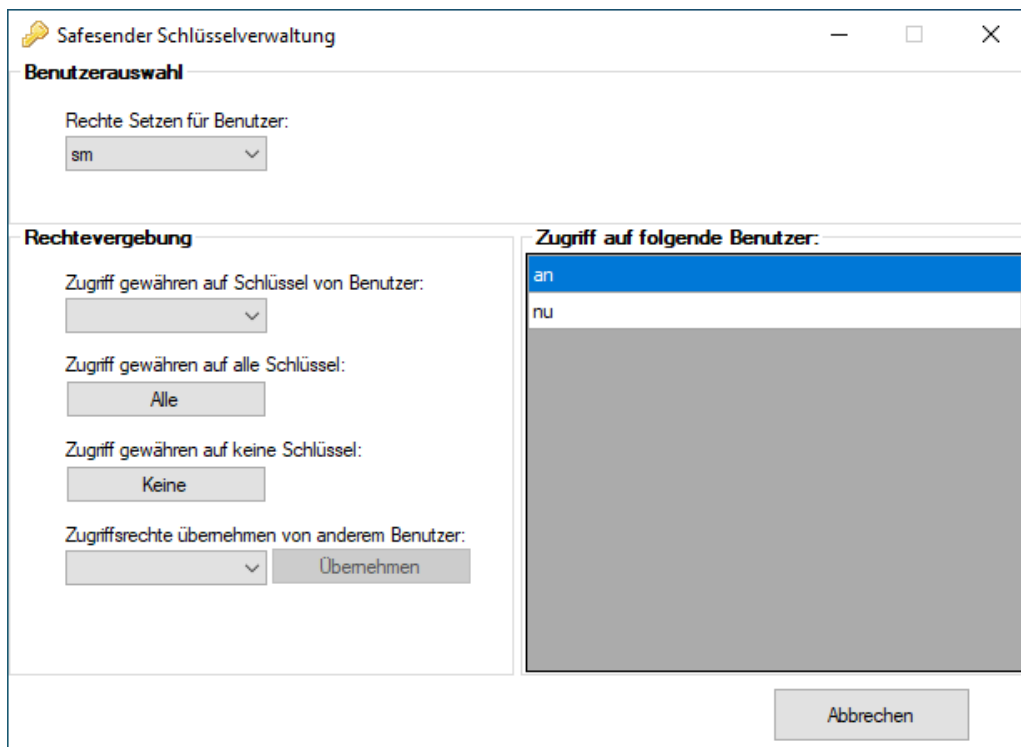 Safesender Schlüsselverwaltung
Benutzerauswahl
Rechte Setzen für Benutzer:
sm
Rechtevergebung
Zugriff gewähren auf Schlüssel von Benutzer:
Zugriff gewähren auf alle Schlüssel:
Alle
Zugriff gewähren auf keine Schlüssel:
Keine
Zugriffsrechte übernehmen von anderem Benutzer:
Übernehmen
Zugriff auf folgende Benutzer:
an
nu
Abbrechen